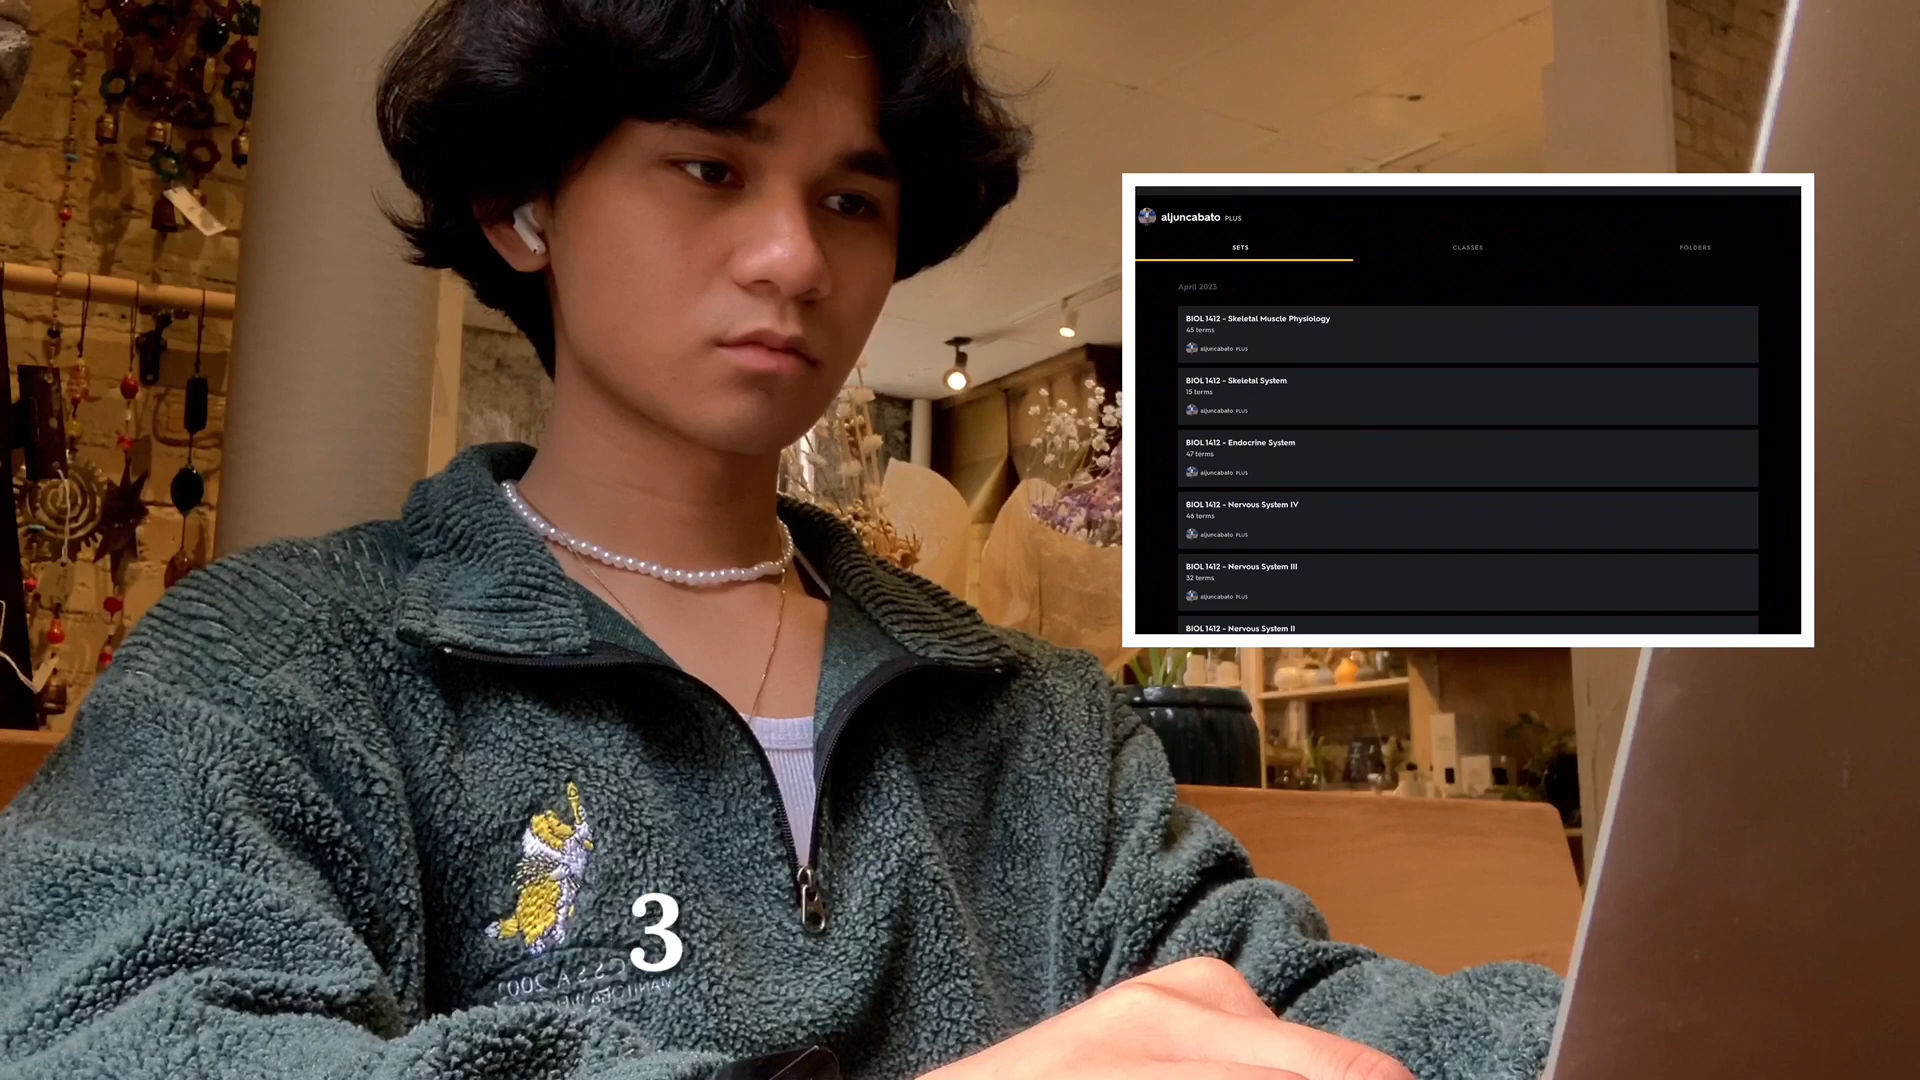 aljuncabato PLUS
SETS CLASSES FOLDERS
April 2023
BIOL 1412 - Skeletal Muscle Physiology
45 terms
aljuncabato PLUS
BIOL 1412 - Skeletal System
15 terms
aljuncabato PLUS
BIOL 1412 - Endocrine System
47 terms
aljuncabato PLUS
BIOL 1412 - Nervous System IV
46 terms
aljuncabato PLUS
BIOL 1412 - Nervous System III
32 terms
aljuncabato PLUS
BIOL 1412 - Nervous System II
3